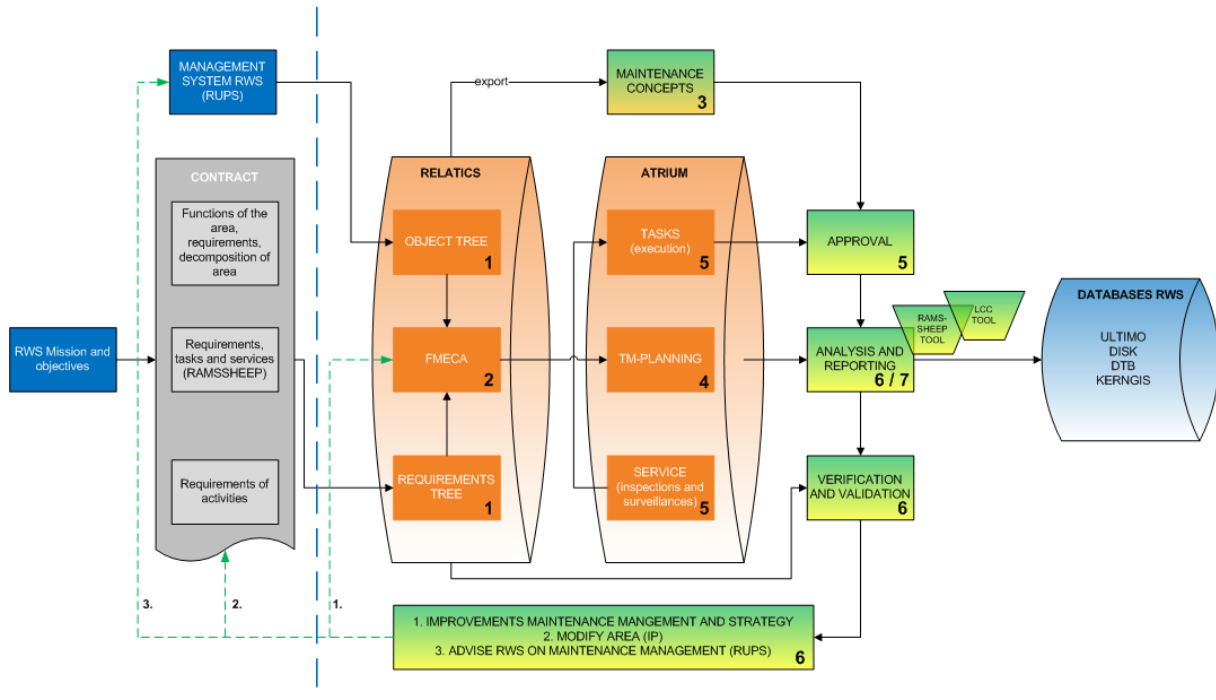 MANAGEMENT
SYSTEM RWS
(RUPS)
export
MAINTENANCE
CONCEPTS
3
CONTRACT
Functions of the
area,
requirements,
decomposition of
area
Requirements,
tasks and services
(RAMSSHEEP)
Requirements of
activities
RWS Mission and
objectives
RELATICS
OBJECT TREE
1
FMECA
2
REQUIREMENTS
TREE
1
ATRIUM
TASKS
(execution)
5
TM-PLANNING
4
SERVICE
(inspections and
surveillances)
5
APPROVAL
5
RAMS-
SHEEP
TOOL
LCC
TOOL
ANALYSIS AND
REPORTING
6 / 7
VERIFICATION
AND VALIDATION
6
DATABASES RWS
ULTIMO
DISK
DTB
KERNGIS
3.
2.
1.
1. IMPROVEMENTS MAINTENANCE MANGEMENT AND STRATEGY
2. MODIFY AREA (IP)
3. ADVISE RWS ON MAINTENANCE MANAGEMENT (RUPS)
6